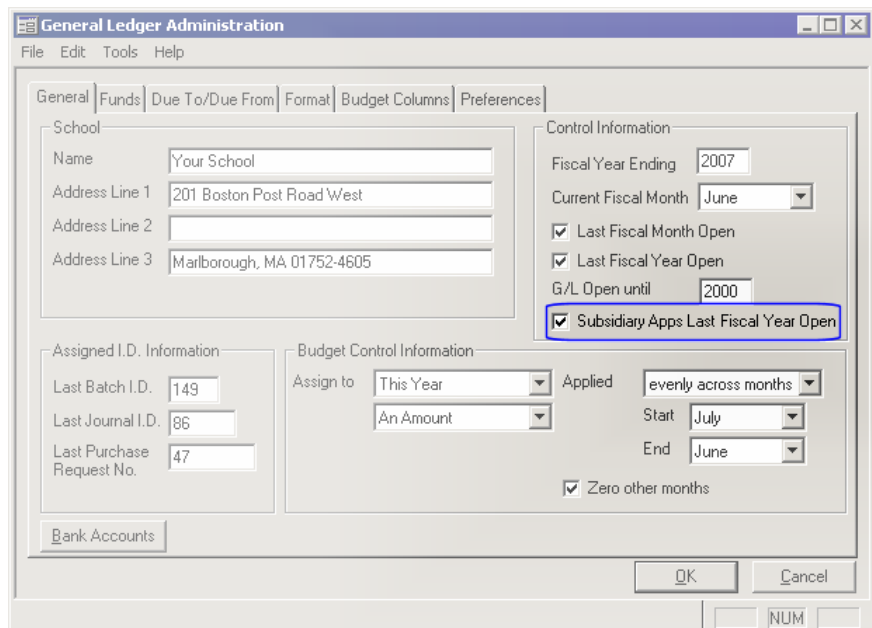 General Ledger Administration
File Edit Tools Help
General Funds Due To/Due From Format Budget Columns Preferences
School
Name Your School
Address Line 1 201 Boston Post Road West
Address Line 2
Address Line 3 Marlborough, MA 01752-4605
Control Information
Fiscal Year Ending 2007
Current Fiscal Month June
Last Fiscal Month Open
Last Fiscal Year Open
G/L Open until 2000
Subsidiary Apps Last Fiscal Year Open
Assigned I.D. Information
Last Batch I.D. 149
Last Journal I.D. 86
Last Purchase
Request No. 47
Budget Control Information
Assign to This Year Applied evenly across months
An Amount Start July
End June
Zero other months
Bank Accounts
OK Cancel
NUM